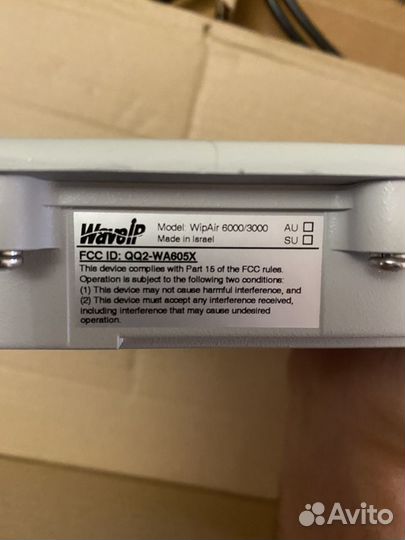 WaveIP
Model: WipAir 6000/3000 AU
Made in Israel SU
FCC ID: QQ2-WA605X
This device complies with Part 15 of the FCC rules.
Operation is subject to the following two conditions:
(1) This device may not cause harmful interference, and
(2) This device must accept any interference received,
including interference that may cause undesired
operation.
Avito